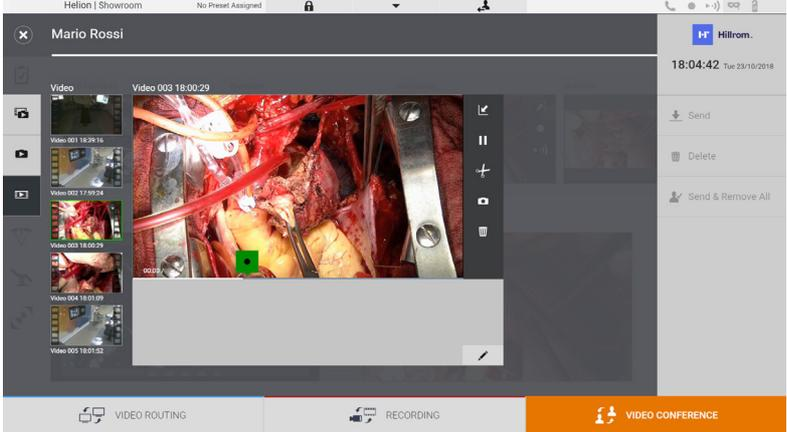 Helion | Showroom
No Preset Assigned
Mario Rossi
Hillrom.
18:04:42 Tue 23/10/2018
Video
Video 003 18:00:29
Video 001 18:39:16
Video 002 17:59:24
Video 003 18:00:29
Video 004 18:01:09
Video 005 18:01:52
00:03 /
Send
Delete
Send & Remove All
VIDEO ROUTING
RECORDING
VIDEO CONFERENCE